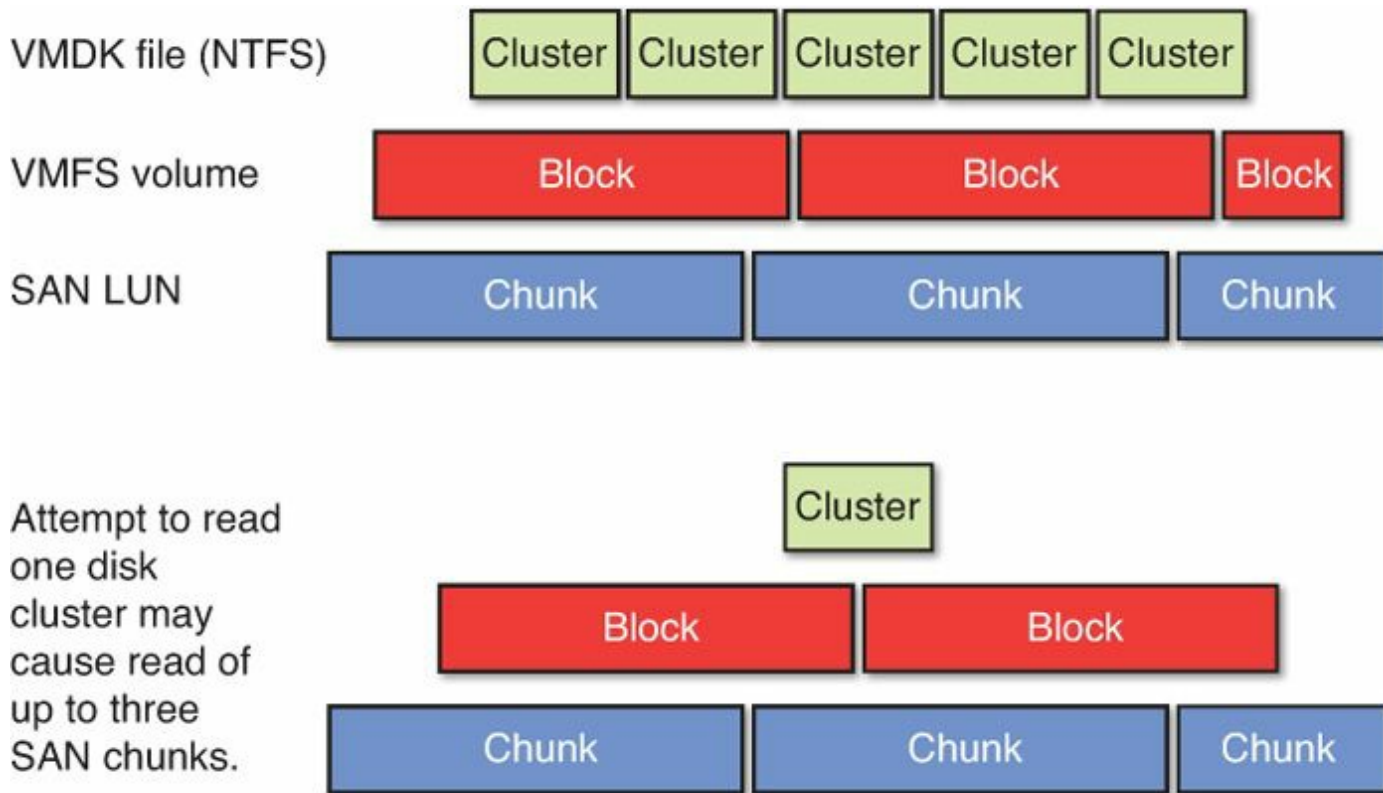 VMDK file (NTFS)
Cluster Cluster Cluster Cluster Cluster
VMFS volume
Block Block Block
SAN LUN
Chunk Chunk Chunk
Attempt to read
one disk
cluster may
cause read of
up to three
SAN chunks.
Cluster
Block Block
Chunk Chunk Chunk